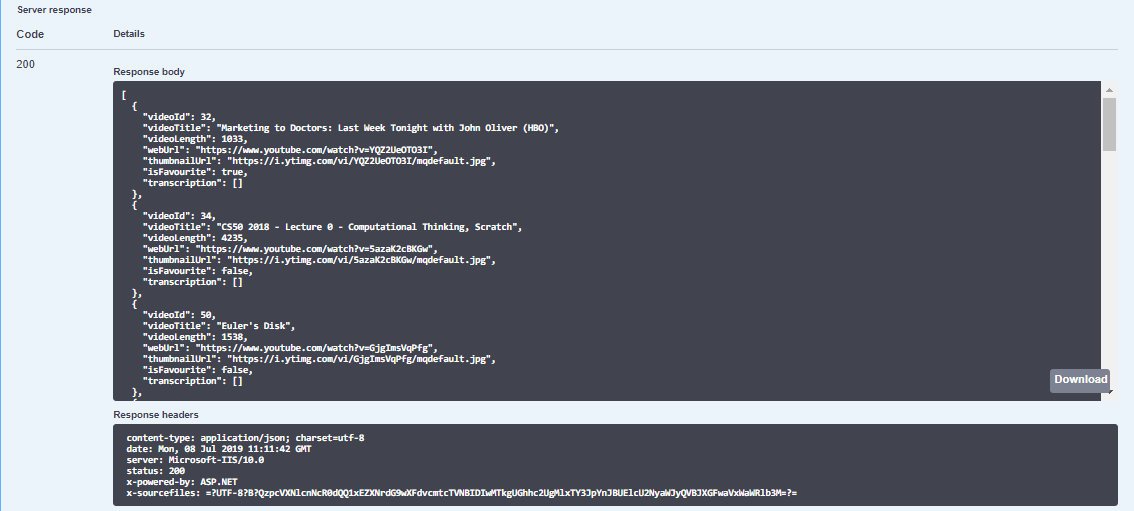 Server response
Code Details
200
Response body
[
  {
    "videoId": 32,
    "videoTitle": "Marketing to Doctors: Last Week Tonight with John Oliver (HBO)",
    "videoLength": 1033,
    "webUrl": "https://www.youtube.com/watch?v=YQZ2UeOTO3I",
    "thumbnailUrl": "https://i.ytimg.com/vi/YQZ2UeOTO3I/mqdefault.jpg",
    "isFavourite": true,
    "transcription": []
  },
  {
    "videoId": 34,
    "videoTitle": "CS50 2018 - Lecture 0 - Computational Thinking, Scratch",
    "videoLength": 4235,
    "webUrl": "https://www.youtube.com/watch?v=5azaK2cBKGw",
    "thumbnailUrl": "https://i.ytimg.com/vi/5azaK2cBKGw/mqdefault.jpg",
    "isFavourite": false,
    "transcription": []
  },
  {
    "videoId": 50,
    "videoTitle": "Euler's Disk",
    "videoLength": 1538,
    "webUrl": "https://www.youtube.com/watch?v=GjgImsVqPfg",
    "thumbnailUrl": "https://i.ytimg.com/vi/GjgImsVqPfg/mqdefault.jpg",
    "isFavourite": false,
    "transcription": []
  },
Download
Response headers
content-type: application/json; charset=utf-8
date: Mon, 08 Jul 2019 11:11:42 GMT
server: Microsoft-IIS/10.0
status: 200
x-powered-by: ASP.NET
x-sourcefiles: =?UTF-8?B?QzpcVXNlcnNcR0dQQ1xEZXNrdG9wXFdvcmtcTVNBIDIwMTkgUGhhc2UgMlxTY3JpYnJBUElcU2NyaWJyQVBJXGFwaVxWaWRlb3M=?=